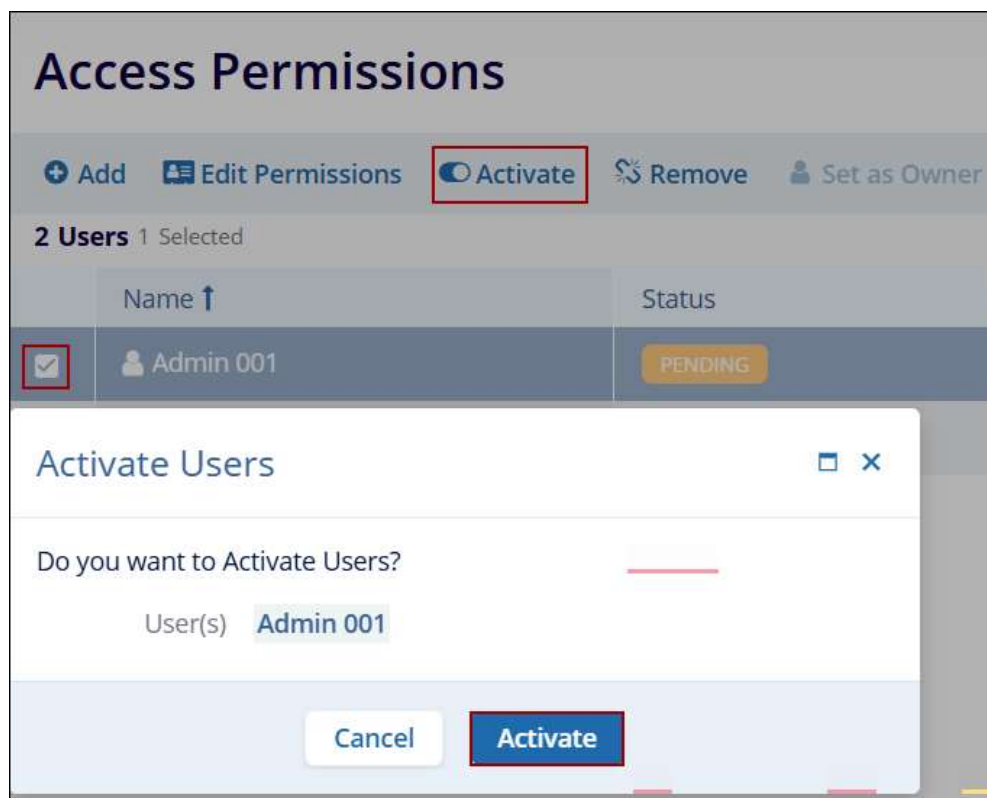 Access Permissions
Add Edit Permissions Activate Remove Set as Owner
2 Users 1 Selected
Name Status
Admin 001 PENDING
Activate Users
Do you want to Activate Users?
User(s) Admin 001
Cancel Activate